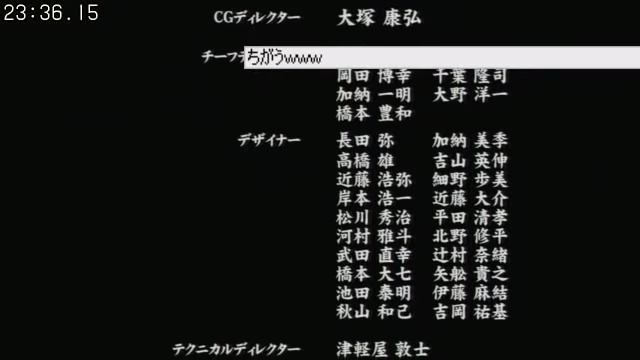 23:36.15
CGディレクター 大塚 康弘
チーフデ
ちがうwww
岡田 博幸 千葉 隆司
加納 一明 大野 洋一
橋本 豊和
デザイナー 長田 弥 加納 美季
高橋 雄 吉山 英伸
近藤 浩弥 細野 歩美
岸本 浩一 近藤 大介
松川 秀治 平田 清孝
河村 雅斗 北野 修平
武田 直幸 辻村 奈緒
橋本 大七 矢舩 貴之
池田 泰明 伊藤 麻結
秋山 和己 吉岡 祐基
テクニカルディレクター 津軽屋 敦士